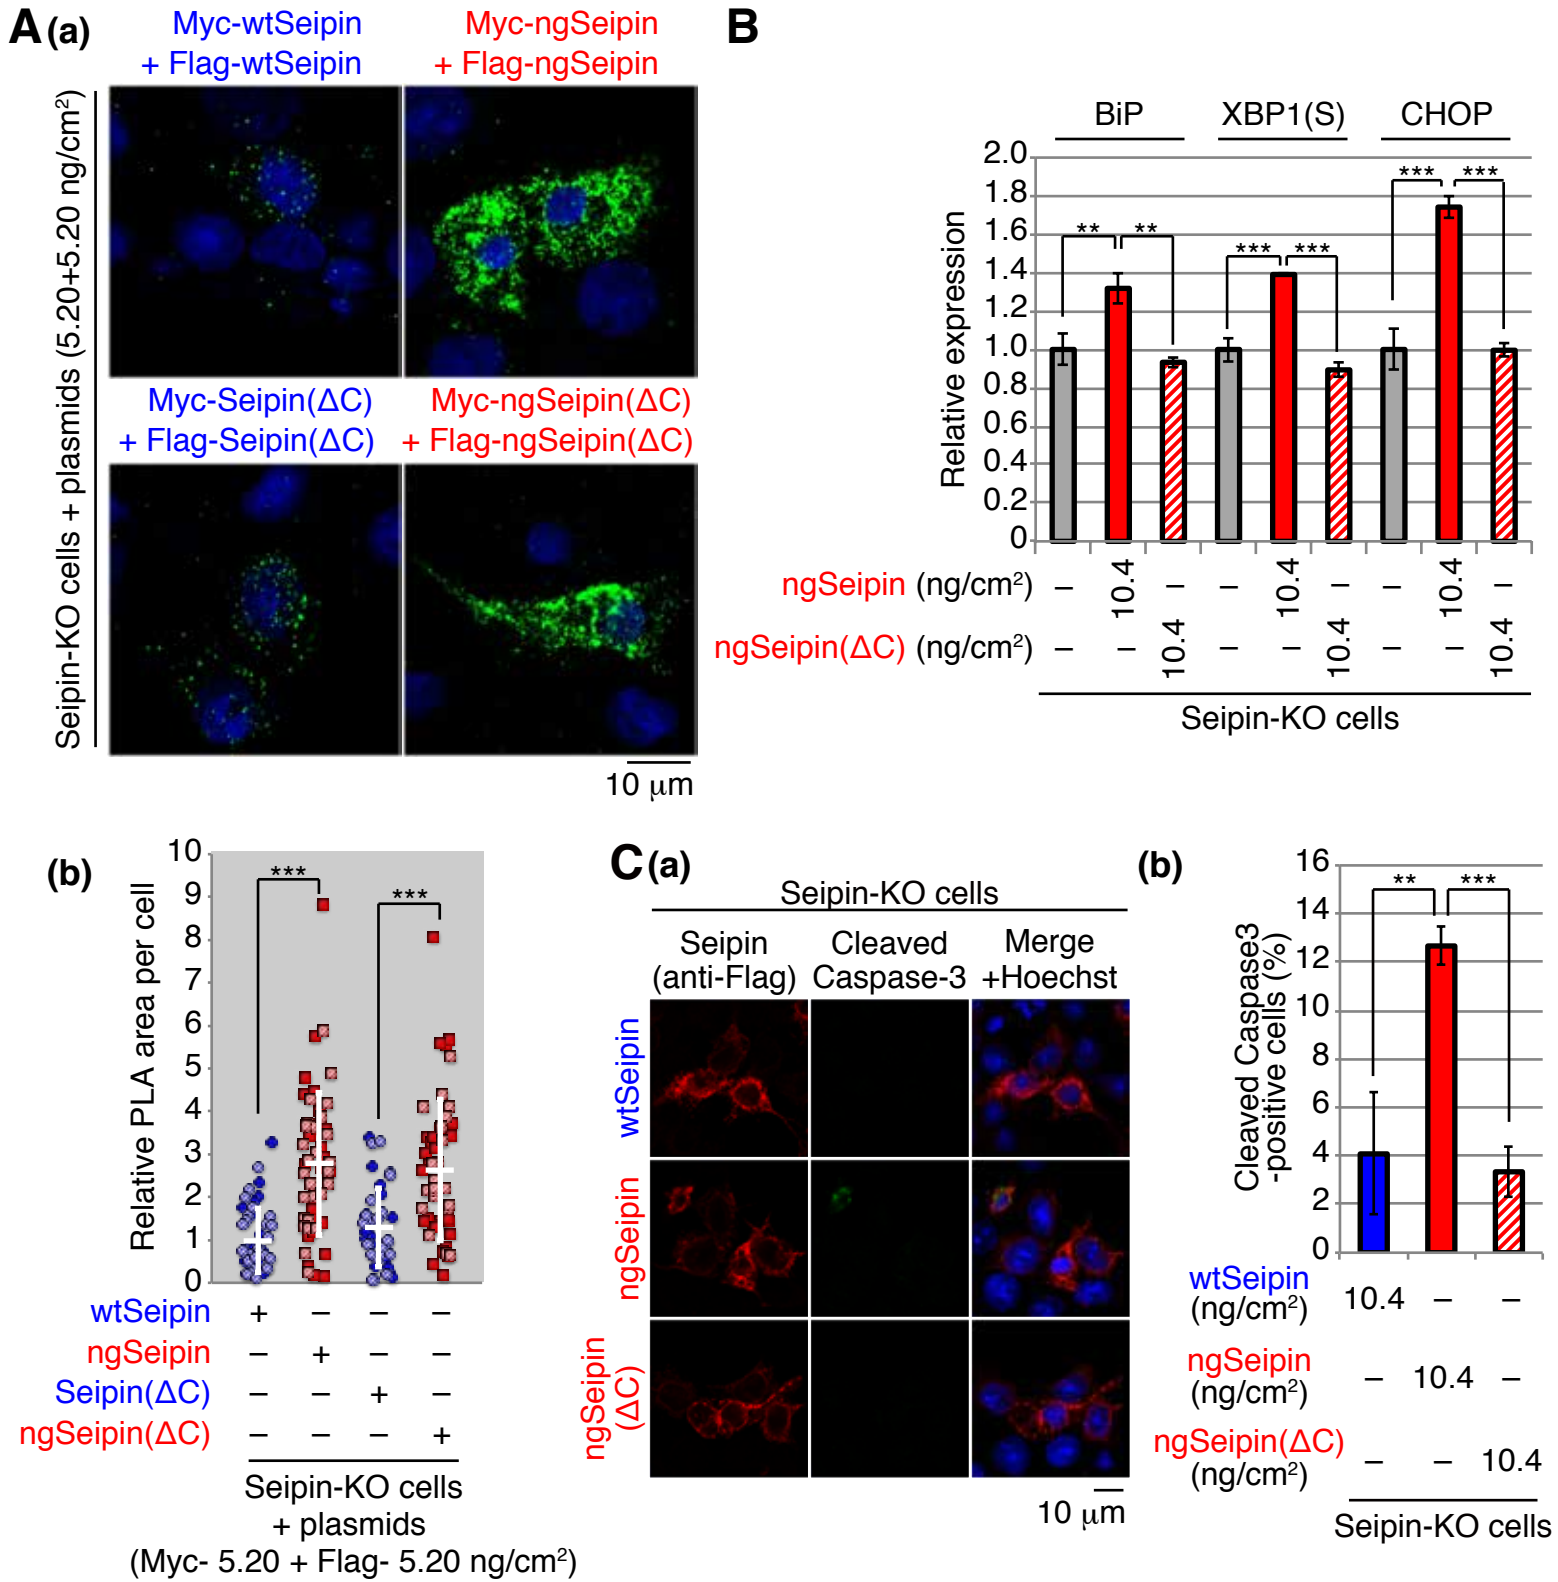 A (a)
Myc-wtSeipin
+ Flag-wtSeipin
Myc-ngSeipin
+ Flag-ngSeipin
Seipin-KO cells + plasmids (5.20+5.20 ng/cm²)
Myc-Seipin(ΔC)
+ Flag-Seipin(ΔC)
Myc-ngSeipin(ΔC)
+ Flag-ngSeipin(ΔC)
10 μm
B
BiP XBP1(S) CHOP
Relative expression
2.0
1.8
1.6
1.4
1.2
1.0
0.8
0.6
0.4
0.2
0
** ** *** *** *** ***
ngSeipin (ng/cm²) – 10.4 – – 10.4 – – 10.4 –
ngSeipin(ΔC) (ng/cm²) – – 10.4 – – 10.4 – – 10.4
Seipin-KO cells
(b)
Relative PLA area per cell
10
9
8
7
6
5
4
3
2
1
0
*** ***
wtSeipin + – – –
ngSeipin – + – –
Seipin(ΔC) – – + –
ngSeipin(ΔC) – – – +
Seipin-KO cells
+ plasmids
(Myc- 5.20 + Flag- 5.20 ng/cm²)
C (a)
Seipin-KO cells
Seipin
(anti-Flag)
Cleaved
Caspase-3
Merge
+Hoechst
wtSeipin
ngSeipin
ngSeipin
(ΔC)
10 μm
(b)
Cleaved Caspase3
-positive cells (%)
16
14
12
10
8
6
4
2
0
** ***
wtSeipin
(ng/cm²)
10.4 – –
ngSeipin
(ng/cm²)
– 10.4 –
ngSeipin(ΔC)
(ng/cm²)
– – 10.4
Seipin-KO cells